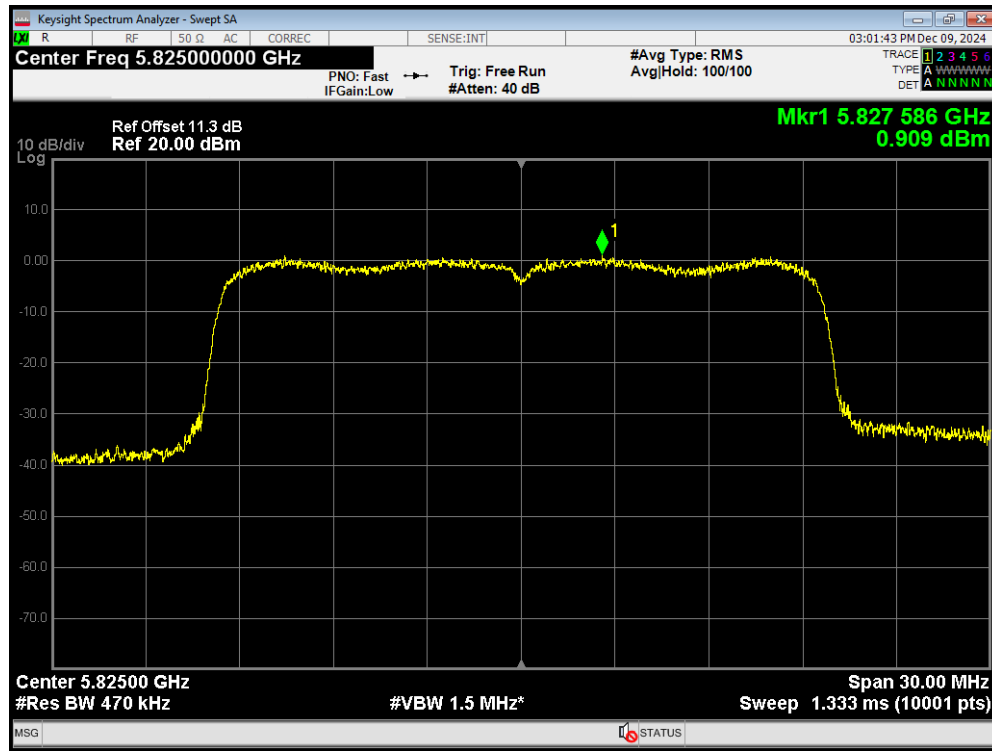 Keysight Spectrum Analyzer - Swept SA
LXI R RF 50 Ω AC CORREC SENSE:INT 03:01:43 PM Dec 09, 2024
Center Freq 5.825000000 GHz
PNO: Fast
IFGain:Low
Trig: Free Run
#Atten: 40 dB
#Avg Type: RMS
Avg|Hold: 100/100
TRACE 1 2 3 4 5 6
TYPE A WWWWW
DET A N N N N N
Mkr1 5.827 586 GHz
0.909 dBm
Ref Offset 11.3 dB
10 dB/div Ref 20.00 dBm
Log
10.0
1
0.00
-10.0
-20.0
-30.0
-40.0
-50.0
-60.0
-70.0
Center 5.82500 GHz Span 30.00 MHz
#Res BW 470 kHz #VBW 1.5 MHz* Sweep 1.333 ms (10001 pts)
MSG STATUS